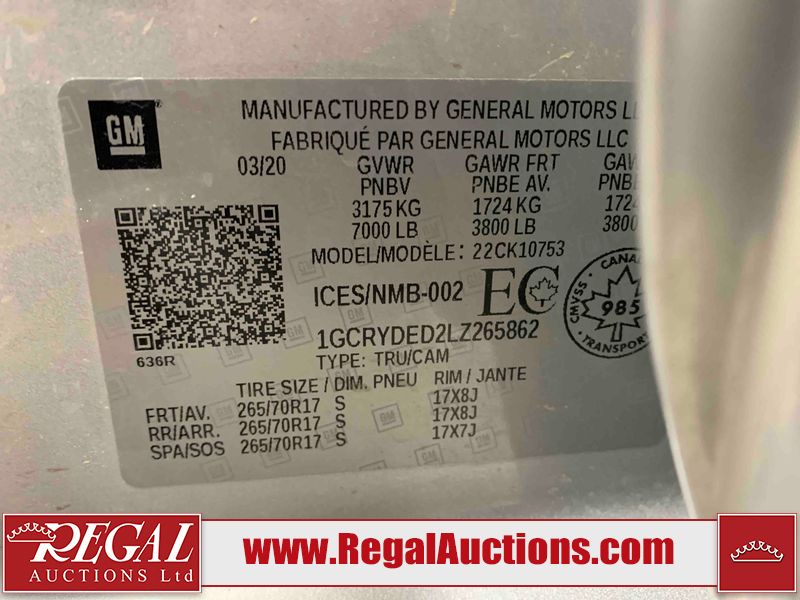 GM
MANUFACTURED BY GENERAL MOTORS
FABRIQUÉ PAR GENERAL MOTORS LLC
03/20 GVWR GAWR FRT
PNBV PNBE AV. PNBE
3175 KG 1724 KG 1724
7000 LB 3800 LB 3800
MODEL/MODÈLE: 22CK10753
ICES/NMB-002 EC
CMVSS CANADA 985 TRANSPORT
1GCRYDED2LZ265862
636R
TYPE: TRU/CAM
TIRE SIZE / DIM. PNEU RIM / JANTE
FRT/AV. 265/70R17 S 17X8J
RR/ARR. 265/70R17 S 17X8J
SPA/SOS 265/70R17 S 17X7J
REGAL
AUCTIONS Ltd
www.RegalAuctions.com